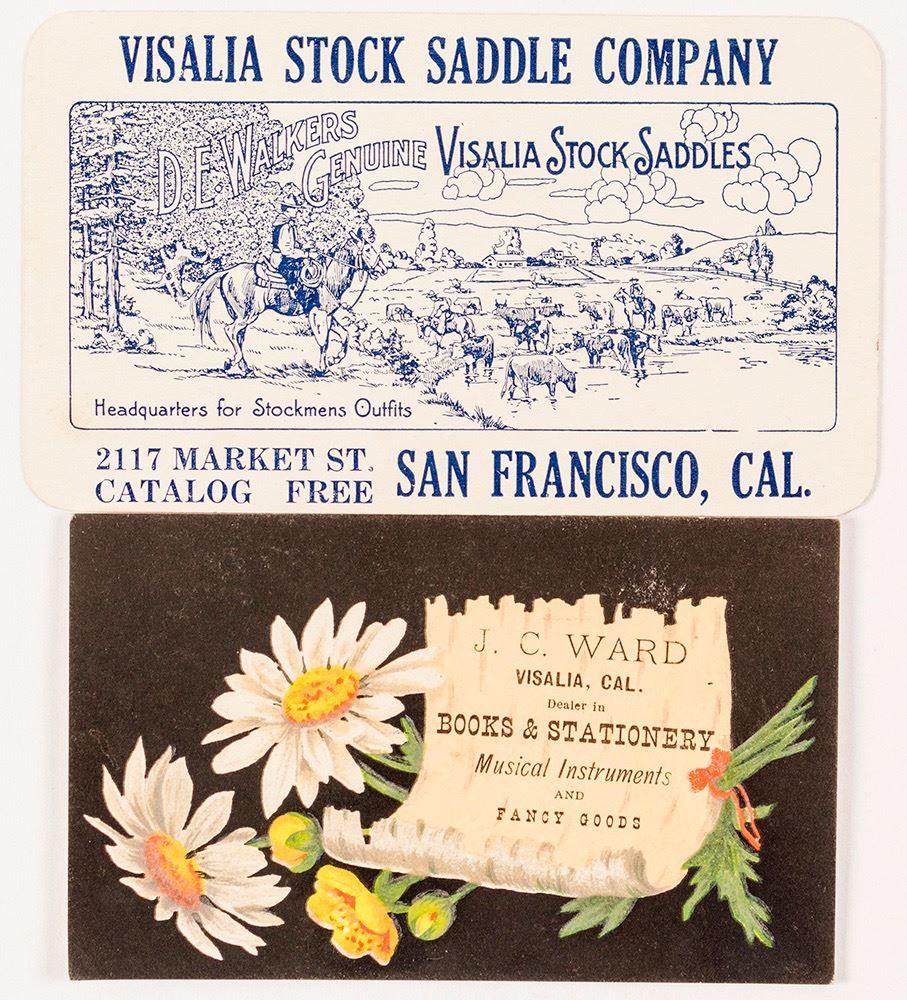 VISALIA STOCK SADDLE COMPANY
D.E. WALKERS
GENUINE VISALIA STOCK SADDLES
Headquarters for Stockmens Outfits
2117 MARKET ST.
CATALOG FREE
SAN FRANCISCO, CAL.
J. C. WARD
VISALIA, CAL.
Dealer in
BOOKS & STATIONERY
Musical Instruments
AND
FANCY GOODS